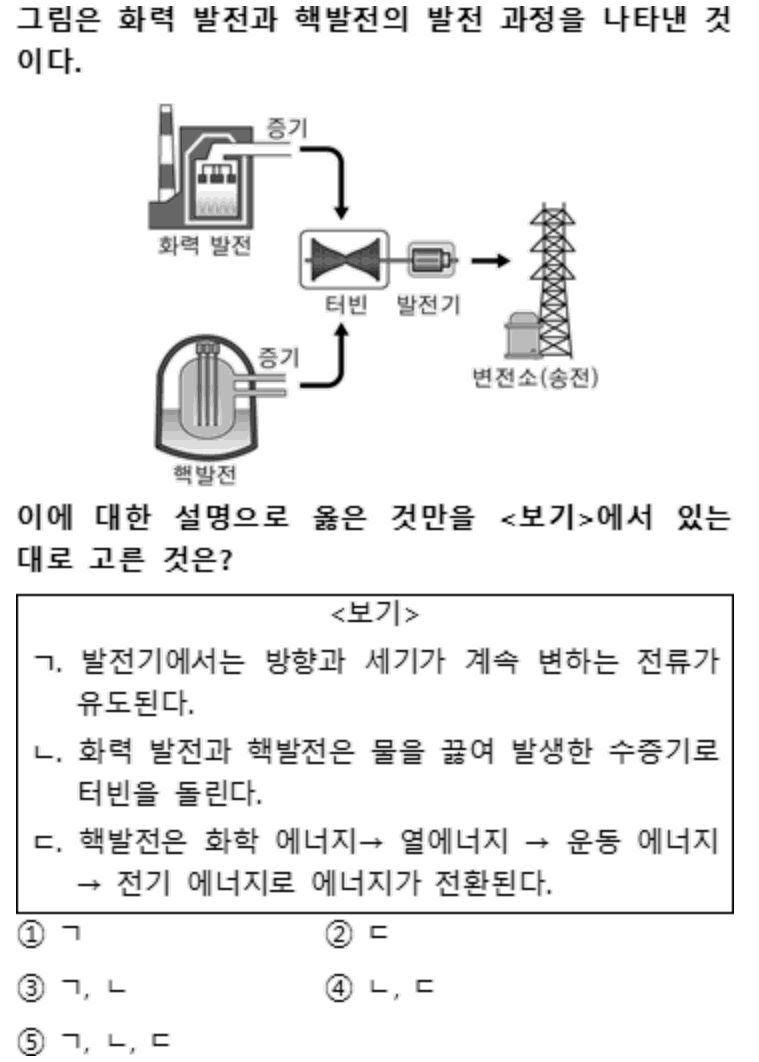 그림은 화력 발전과 핵발전의 발전 과정을 나타낸 것
이다.
증기
화력 발전
터빈 발전기
증기
변전소(송전)
핵발전
이에 대한 설명으로 옳은 것만을 <보기>에서 있는
대로 고른 것은?
<보기>
ㄱ. 발전기에서는 방향과 세기가 계속 변하는 전류가
유도된다.
ㄴ. 화력 발전과 핵발전은 물을 끓여 발생한 수증기로
터빈을 돌린다.
ㄷ. 핵발전은 화학 에너지→ 열에너지 → 운동 에너지
→ 전기 에너지로 에너지가 전환된다.
① ㄱ ② ㄷ
③ ㄱ, ㄴ ④ ㄴ, ㄷ
⑤ ㄱ, ㄴ, ㄷ